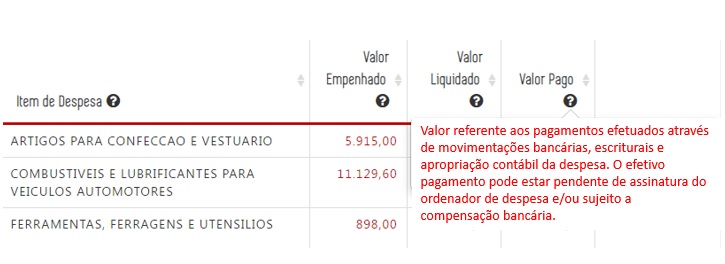 Valor
Empenhado
Valor
Liquidado
Valor Pago
Item de Despesa ?
?
?
?
ARTIGOS PARA CONFECCAO E VESTUARIO 5.915,00
COMBUSTIVEIS E LUBRIFICANTES PARA
VEICULOS AUTOMOTORES
11.129,60
FERRAMENTAS, FERRAGENS E UTENSILIOS 898,00
Valor referente aos pagamentos efetuados através
de movimentações bancárias, escriturais e
apropriação contábil da despesa. O efetivo
pagamento pode estar pendente de assinatura do
ordenador de despesa e/ou sujeito a
compensação bancária.